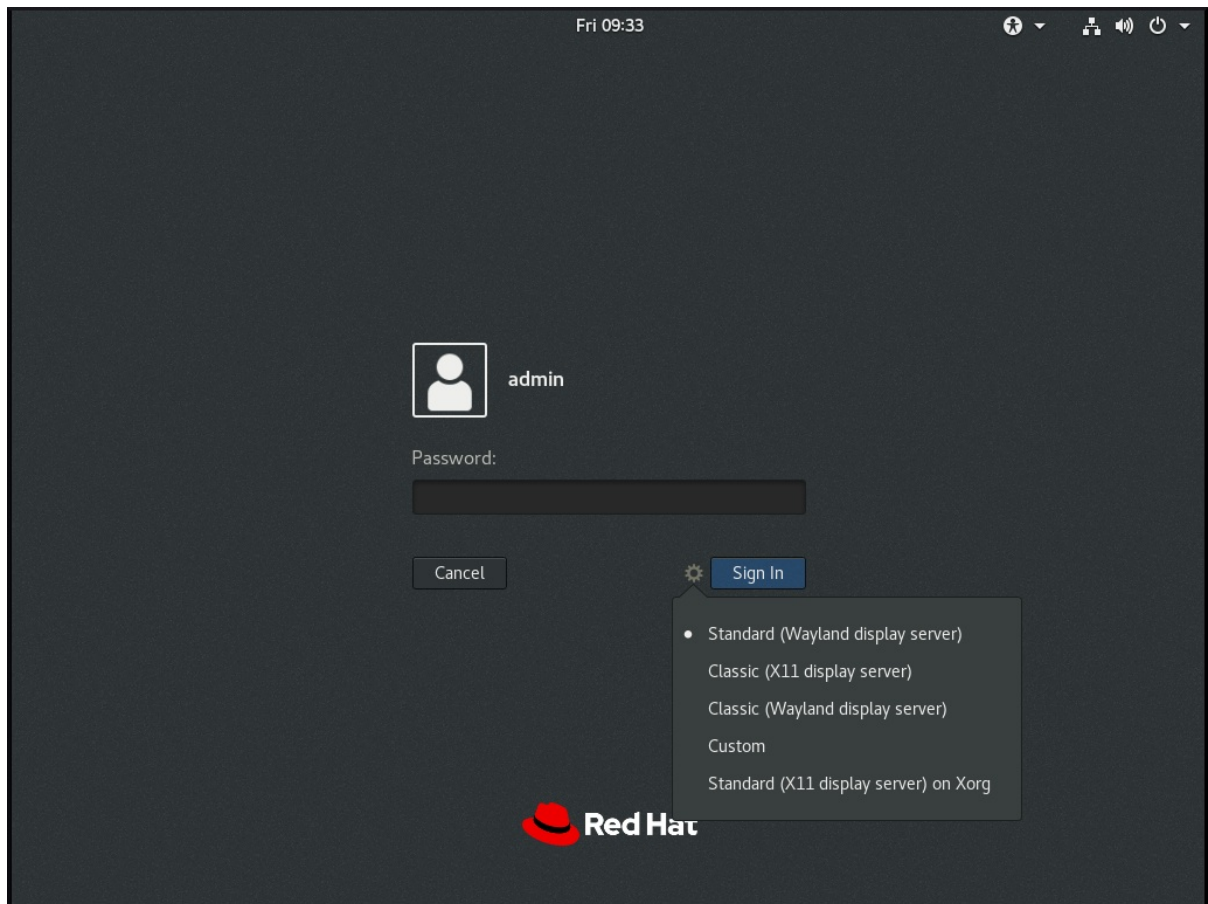 Fri 09:33
admin
Password:
Cancel
Sign In
Standard (Wayland display server)
Classic (X11 display server)
Classic (Wayland display server)
Custom
Standard (X11 display server) on Xorg
Red Hat